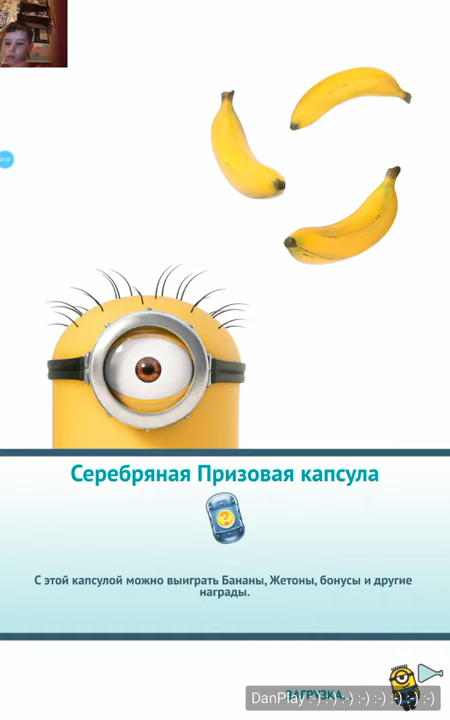 Серебряная Призовая капсула
?
С этой капсулой можно выиграть Бананы, Жетоны, бонусы и другие
награды.
ЗАГРУЗКА.
DanPlay :-) :-) :-) :-) :-) :-) :-)